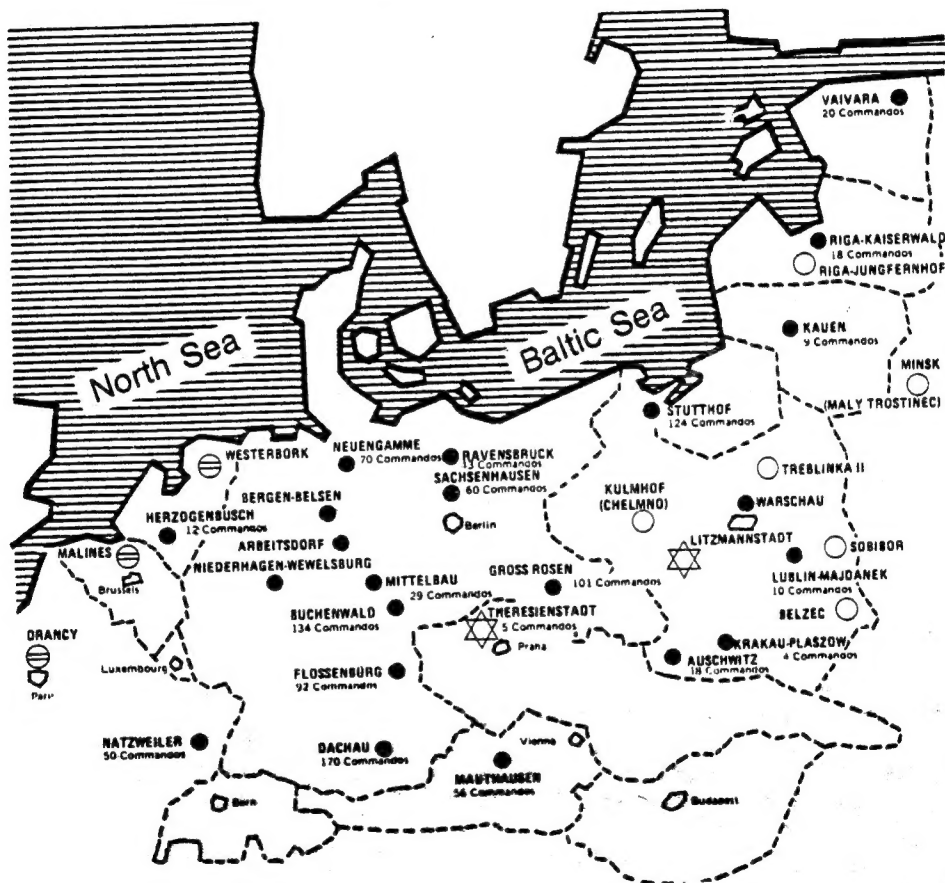 VAIVARA
20 Commandos
RIGA-KAISERWALD
18 Commandos
RIGA-JUNGFERNHOF
North Sea
Baltic Sea
KAUEN
9 Commandos
MINSK
(MALY TROSTINEC)
STUTTHOF
124 Commandos
WESTERBORK
NEUENGAMME
70 Commandos
RAVENSBRUCK
13 Commandos
SACHSENHAUSEN
60 Commandos
TREBLINKA II
BERGEN-BELSEN
KULMHOF
(CHELMNO)
WARSCHAU
HERZOGENBUSCH
12 Commandos
Berlin
ARBEITSDORF
LITZMANNSTADT
SOBIBOR
MALINES
Brussels
NIEDERHAGEN-WEWELSBURG
MITTELBAU
29 Commandos
GROSS ROSEN
101 Commandos
LUBLIN-MAJDANEK
10 Commandos
BUCHENWALD
134 Commandos
THERESIENSTADT
5 Commandos
BELZEC
DRANCY
Paris
Luxembourg
Praha
KRAKAU-PLASZOW
4 Commandos
AUSCHWITZ
18 Commandos
FLOSSENBURG
92 Commandos
NATZWEILER
50 Commandos
DACHAU
170 Commandos
Vienna
MAUTHAUSEN
56 Commandos
Bern
Budapest